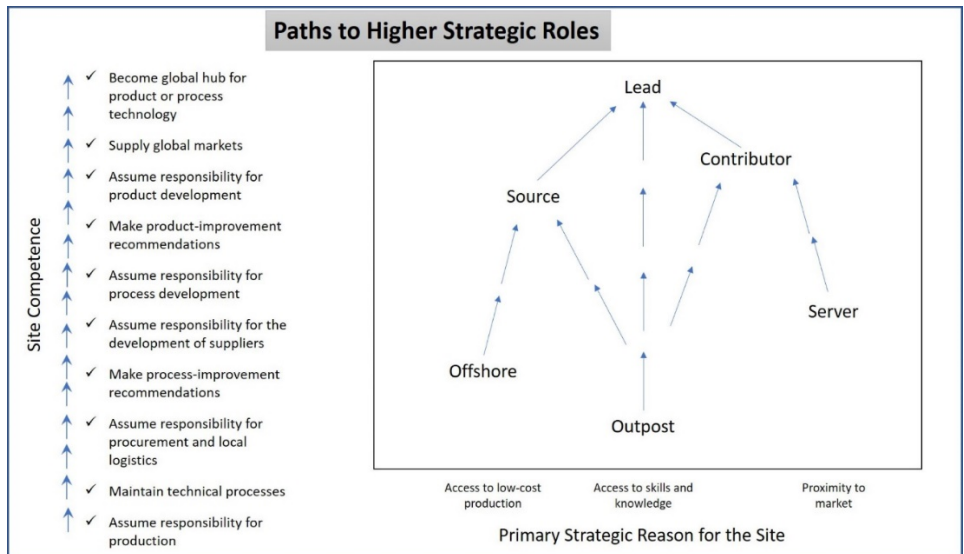 Paths to Higher Strategic Roles
Site Competence
✓ Become global hub for
product or process
technology
✓ Supply global markets
✓ Assume responsibility for
product development
✓ Make product-improvement
recommendations
✓ Assume responsibility for
process development
✓ Assume responsibility for the
development of suppliers
✓ Make process-improvement
recommendations
✓ Assume responsibility for
procurement and local
logistics
✓ Maintain technical processes
✓ Assume responsibility for
production
Lead
Contributor
Source
Server
Offshore
Outpost
Access to low-cost
production
Access to skills and
knowledge
Proximity to
market
Primary Strategic Reason for the Site